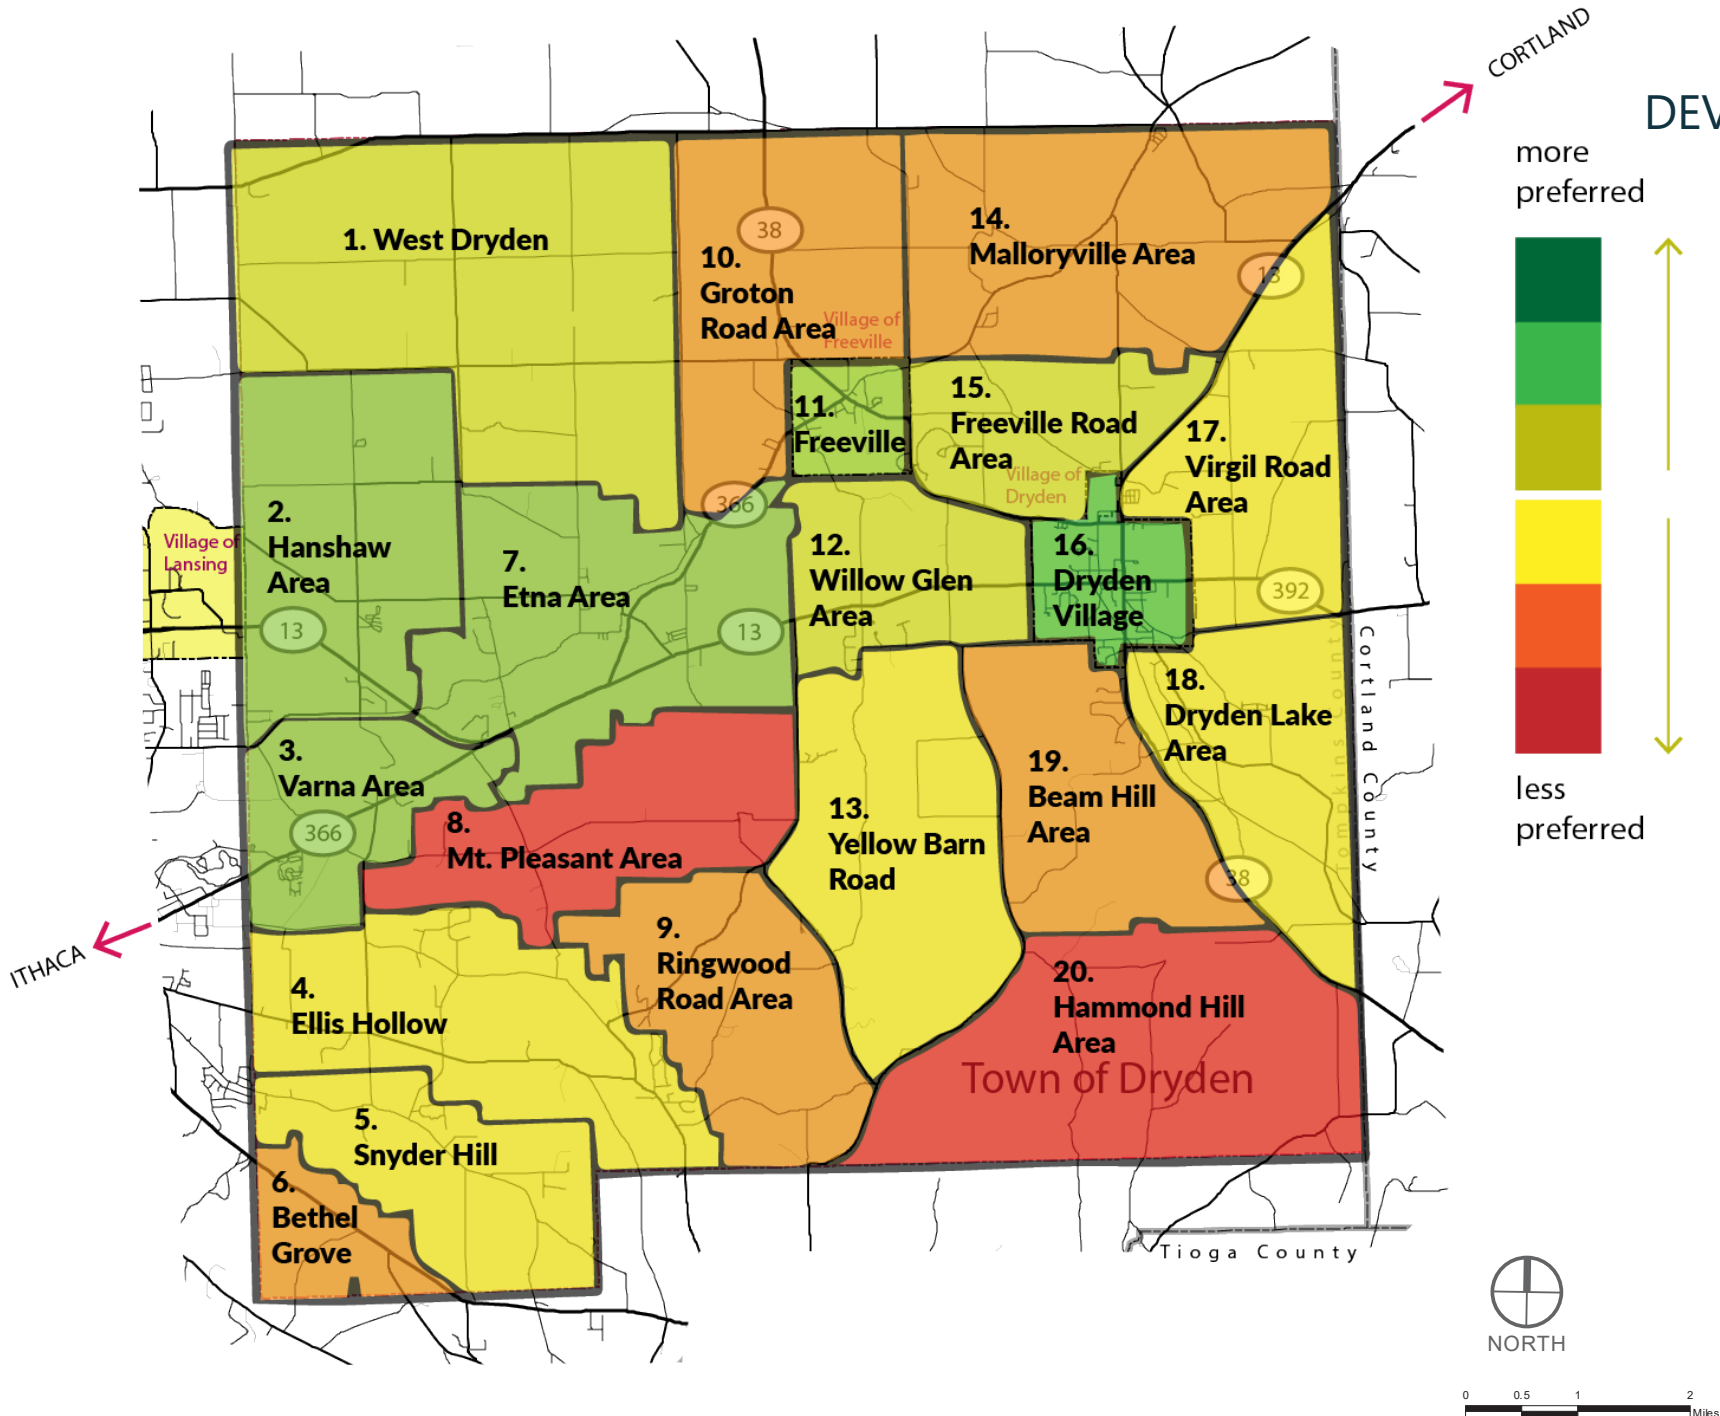 CORTLAND
DEV
more
preferred
less
preferred
1. West Dryden
38
10.
Groton
Road Area
Village of
Freeville
14.
Malloryville Area
13
11.
Freeville
15.
Freeville Road
Area
Village of
Dryden
17.
Virgil Road
Area
366
2.
Hanshaw
Area
Village of
Lansing
7.
Etna Area
12.
Willow Glen
Area
16.
Dryden
Village
392
13
13
3.
Varna Area
366
8.
Mt. Pleasant Area
13.
Yellow Barn
Road
18.
Dryden Lake
Area
19.
Beam Hill
Area
38
Tompkins County
Cortland County
ITHACA
9.
Ringwood
Road Area
4.
Ellis Hollow
20.
Hammond Hill
Area
Town of Dryden
5.
Snyder Hill
6.
Bethel
Grove
Tioga County
NORTH
0 0.5 1 2
Miles